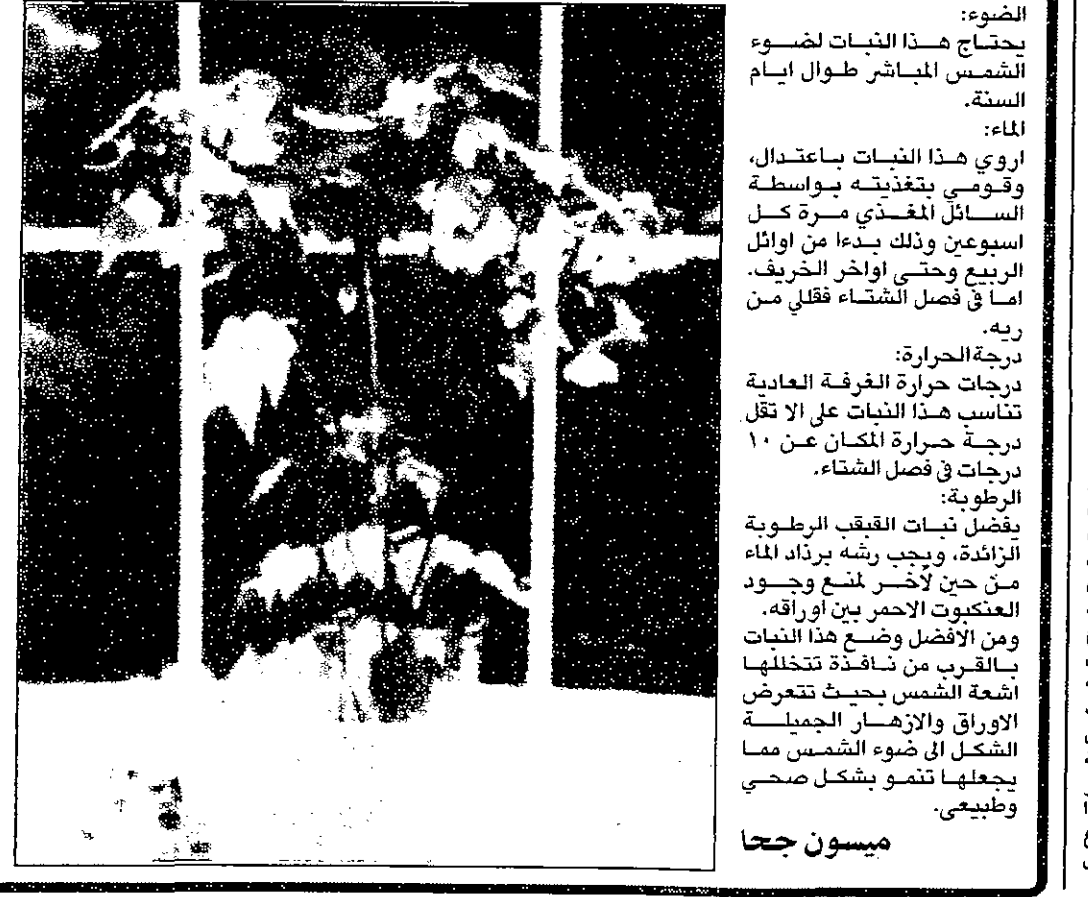 الضوء:
يحتاج هذا النبات لضوء
الشمس المباشر طوال ايام
السنة.
الماء:
اروي هذا النبات باعتدال،
وقومي بتغذيته بواسطة
السائل المغذي مرة كل
اسبوعين وذلك بدءا من اوائل
الربيع وحتى اواخر الخريف.
اما في فصل الشتاء فقللي من
ريه.
درجة الحرارة:
درجات حرارة الغرفة العادية
تناسب هذا النبات على الا تقل
درجة حرارة المكان عن ١٠
درجات في فصل الشتاء.
الرطوبة:
يفضل نبات القبقب الرطوبة
الزائدة، ويجب رشه برذاد الماء
من حين لآخر لمنع وجود
العنكبوت الاحمر بين اوراقه.
ومن الافضل وضع هذا النبات
بالقرب من نافذة تتخللها
اشعة الشمس بحيث تتعرض
الاوراق والازهار الجميلة
الشكل الى ضوء الشمس مما
يجعلها تنمو بشكل صحي
وطبيعي.
ميسون جحا